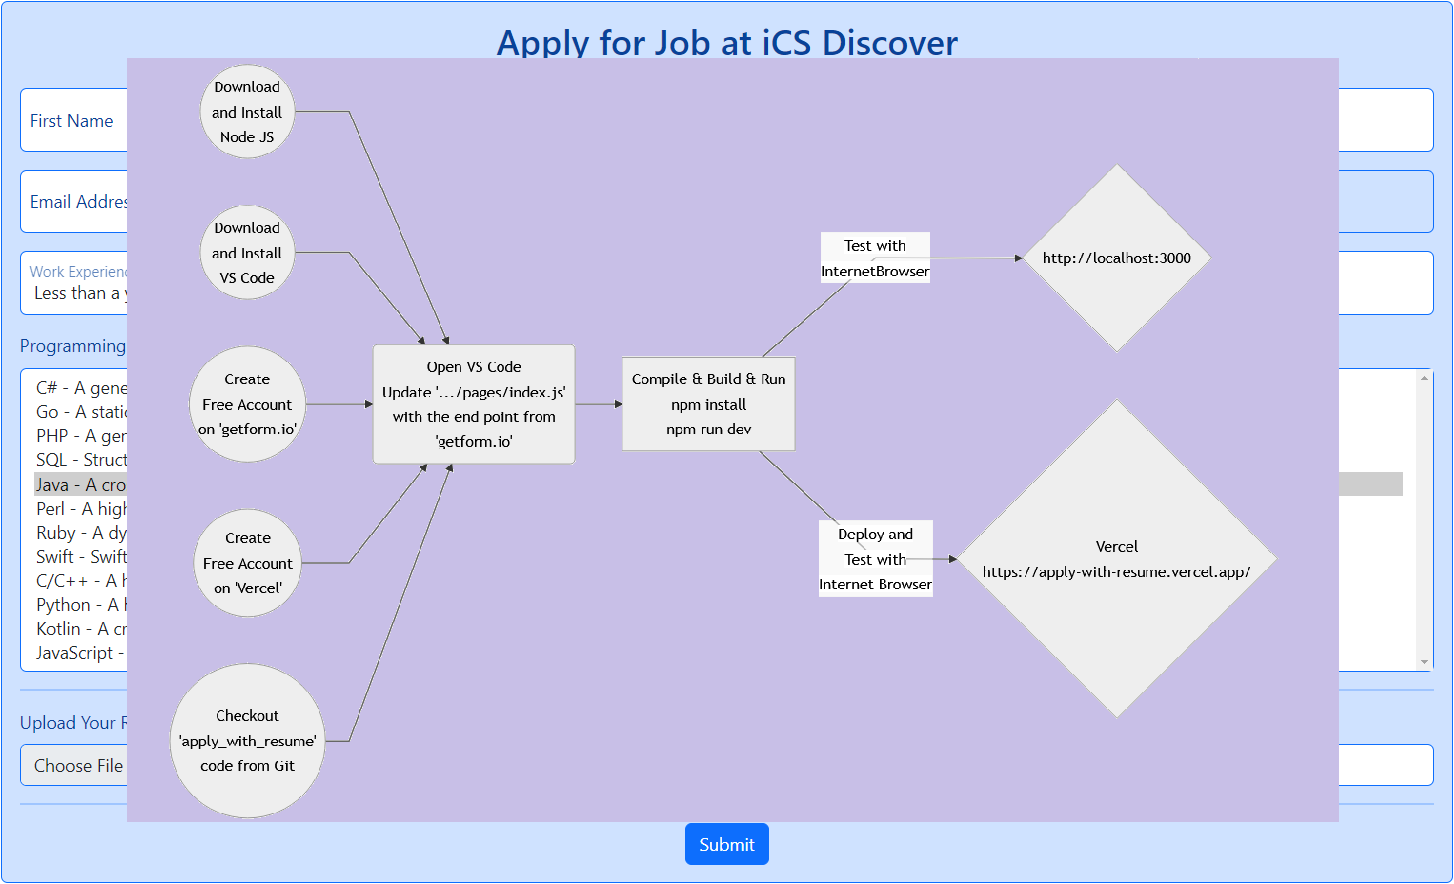 Apply for Job at iCS Discover
First Name
Email Addres
Work Experien
Less than a y
Programming
C# - A gene
Go - A static
PHP - A gen
SQL - Struct
Java - A cro
Perl - A high
Ruby - A dy
Swift - Swift
C/C++ - A h
Python - A h
Kotlin - A cr
JavaScript -
Upload Your R
Choose File
Download
and Install
Node JS
Download
and Install
VS Code
Create
Free Account
on 'getform.io'
Create
Free Account
on 'Vercel'
Checkout
'apply_with_resume'
code from Git
Open VS Code
Update '.../pages/index.js'
with the end point from
'getform.io'
Compile & Build & Run
npm install
npm run dev
Test with
InternetBrowser
http://localhost:3000
Deploy and
Test with
Internet Browser
Vercel
https://apply-with-resume.vercel.app/
Submit